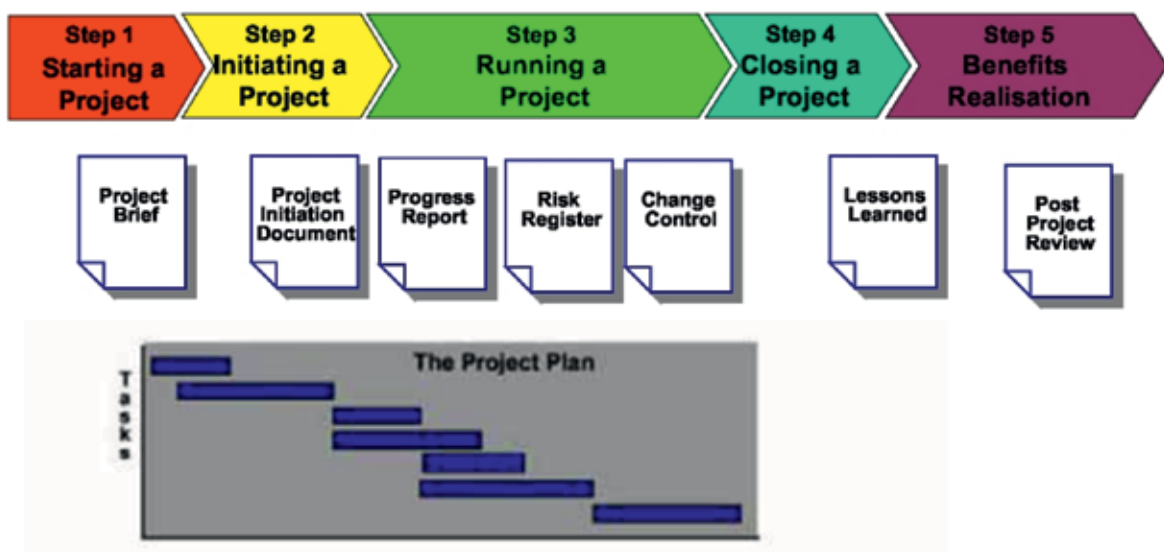 Step 1
Starting a
Project
Step 2
Initiating a
Project
Step 3
Running a
Project
Step 4
Closing a
Project
Step 5
Benefits
Realisation
Project
Brief
Project
Initiation
Document
Progress
Report
Risk
Register
Change
Control
Lessons
Learned
Post
Project
Review
The Project Plan
Tasks